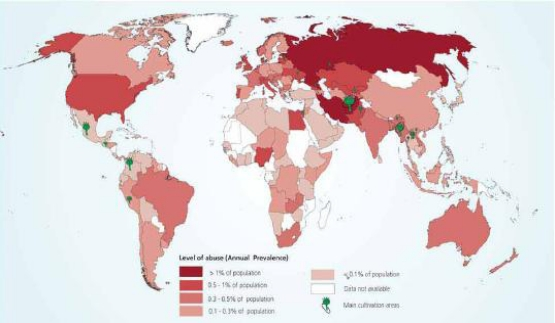 Level of abuse (Annual Prevalence)
> 1% of population
0.5 - 1% of population
0.3 - 0.5% of population
0.1 - 0.3% of population
< 0.1% of population
Data not available
Main cultivation areas